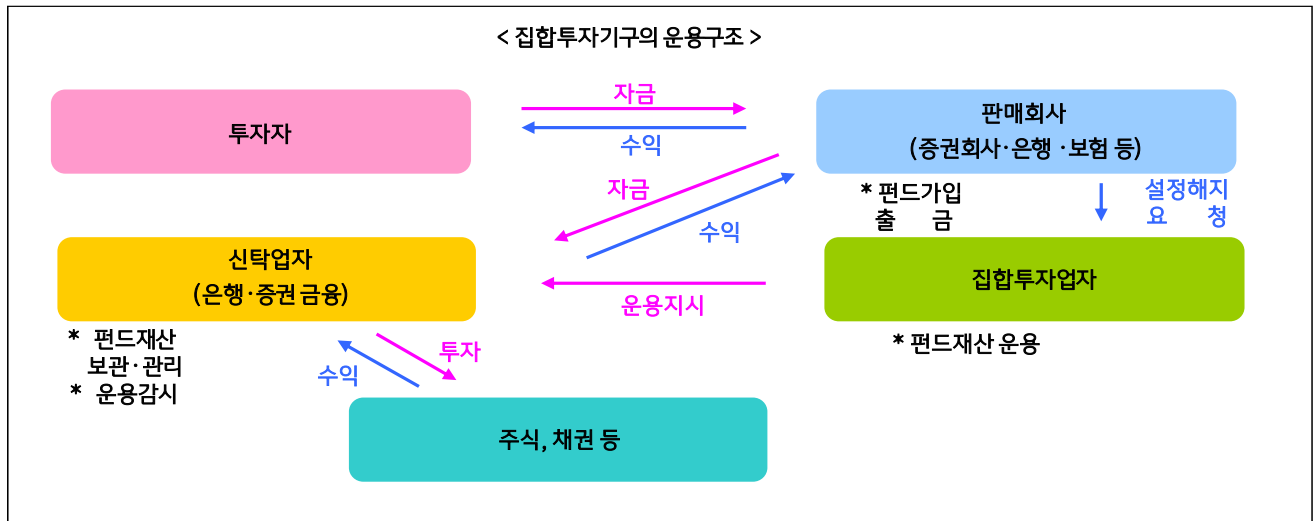 < 집합투자기구의 운용구조 >
자금
투자자
수익
판매회사
(증권회사·은행 ·보험 등)
자금
수익
* 펀드가입
출 금
설정해지
요 청
신탁업자
(은행·증권 금융)
운용지시
집합투자업자
* 펀드재산
보관·관리
* 운용감시
* 펀드재산 운용
투자
수익
주식, 채권 등